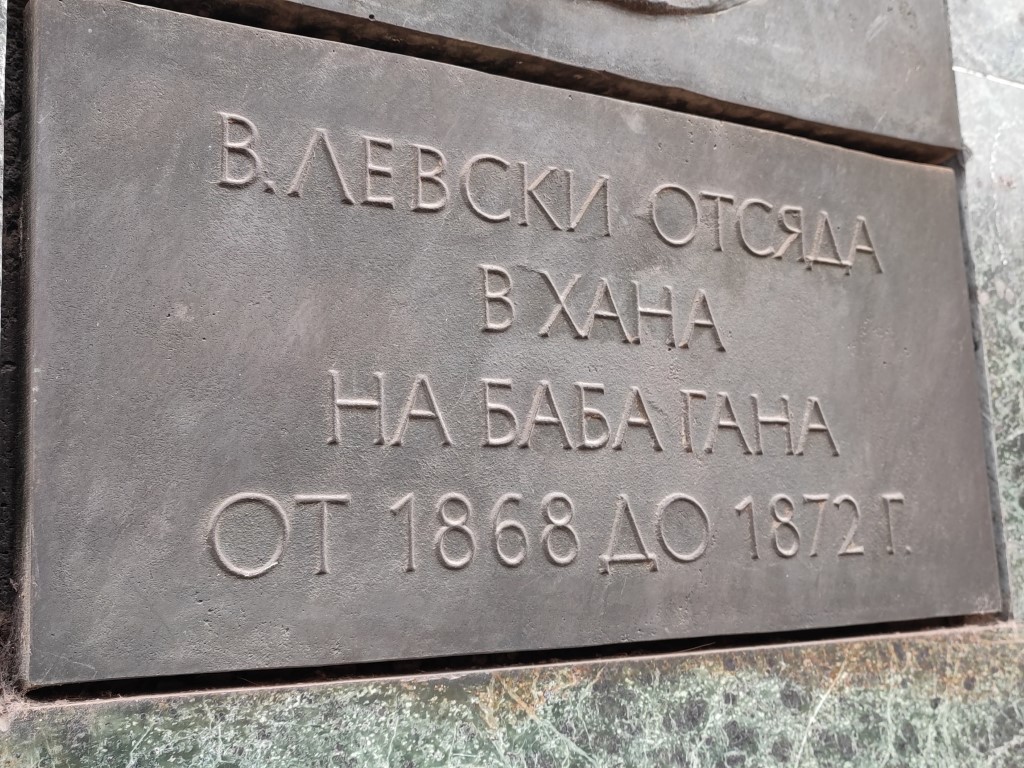 В. ЛЕВСКИ ОТСЯДА
В ХАНА
НА БАБА ГАНА
ОТ 1868 ДО 1872 Г.